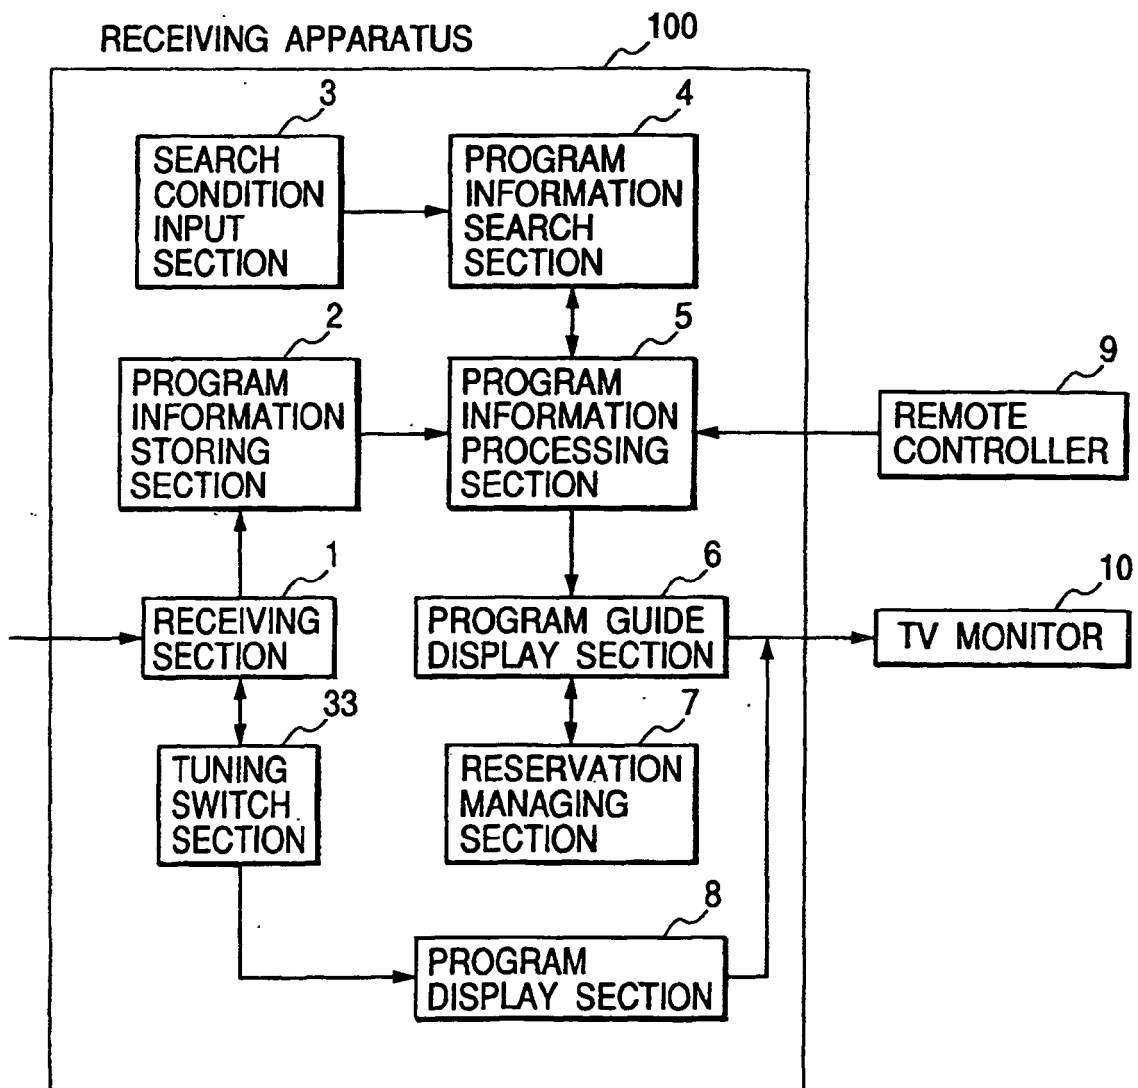 RECEIVING APPARATUS
100
3
SEARCH
CONDITION
INPUT
SECTION
4
PROGRAM
INFORMATION
SEARCH
SECTION
2
PROGRAM
INFORMATION
STORING
SECTION
5
PROGRAM
INFORMATION
PROCESSING
SECTION
9
REMOTE
CONTROLLER
1
RECEIVING
SECTION
6
PROGRAM GUIDE
DISPLAY SECTION
10
TV MONITOR
33
TUNING
SWITCH
SECTION
7
RESERVATION
MANAGING
SECTION
8
PROGRAM
DISPLAY SECTION